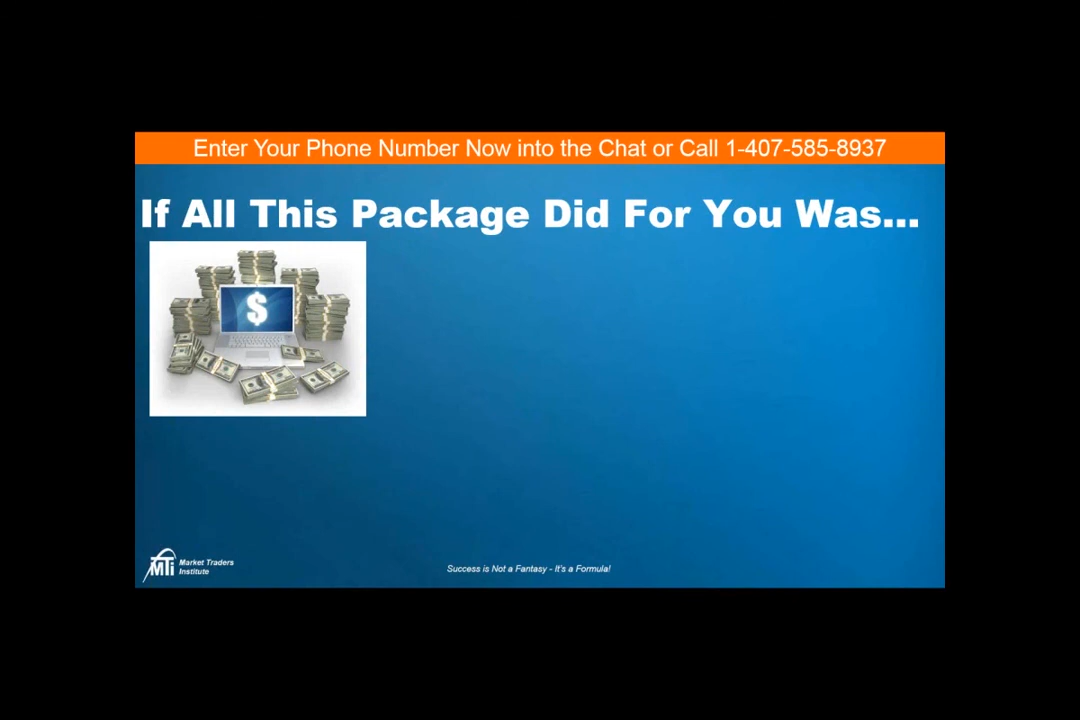 Enter Your Phone Number Now into the Chat or Call 1-407-585-8937
If All This Package Did For You Was...
$
MTI Market Traders
Institute
Success is Not a Fantasy - It's a Formula!